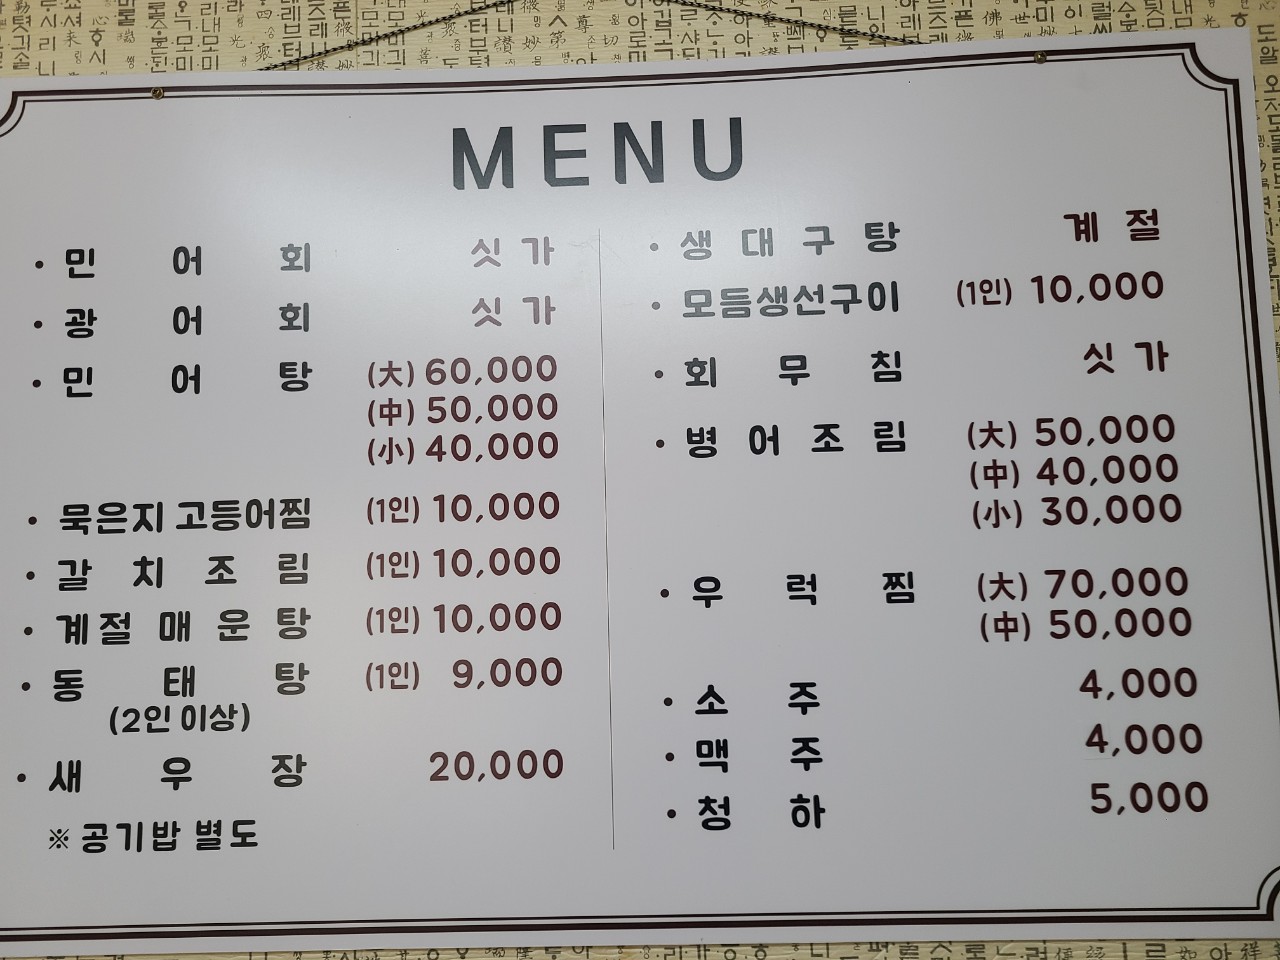 MENU
· 민어회 싯가
· 광어회 싯가
· 민어탕 (大) 60,000
(中) 50,000
(小) 40,000
· 묵은지 고등어찜 (1인) 10,000
· 갈치조림 (1인) 10,000
· 계절 매운탕 (1인) 10,000
· 동태탕 (1인) 9,000
(2인 이상)
· 새우장 20,000
※ 공기밥 별도
· 생대구탕 계절
· 모듬생선구이 (1인) 10,000
· 회무침 싯가
· 병어조림 (大) 50,000
(中) 40,000
(小) 30,000
· 우럭찜 (大) 70,000
(中) 50,000
· 소주 4,000
· 맥주 4,000
· 청하 5,000